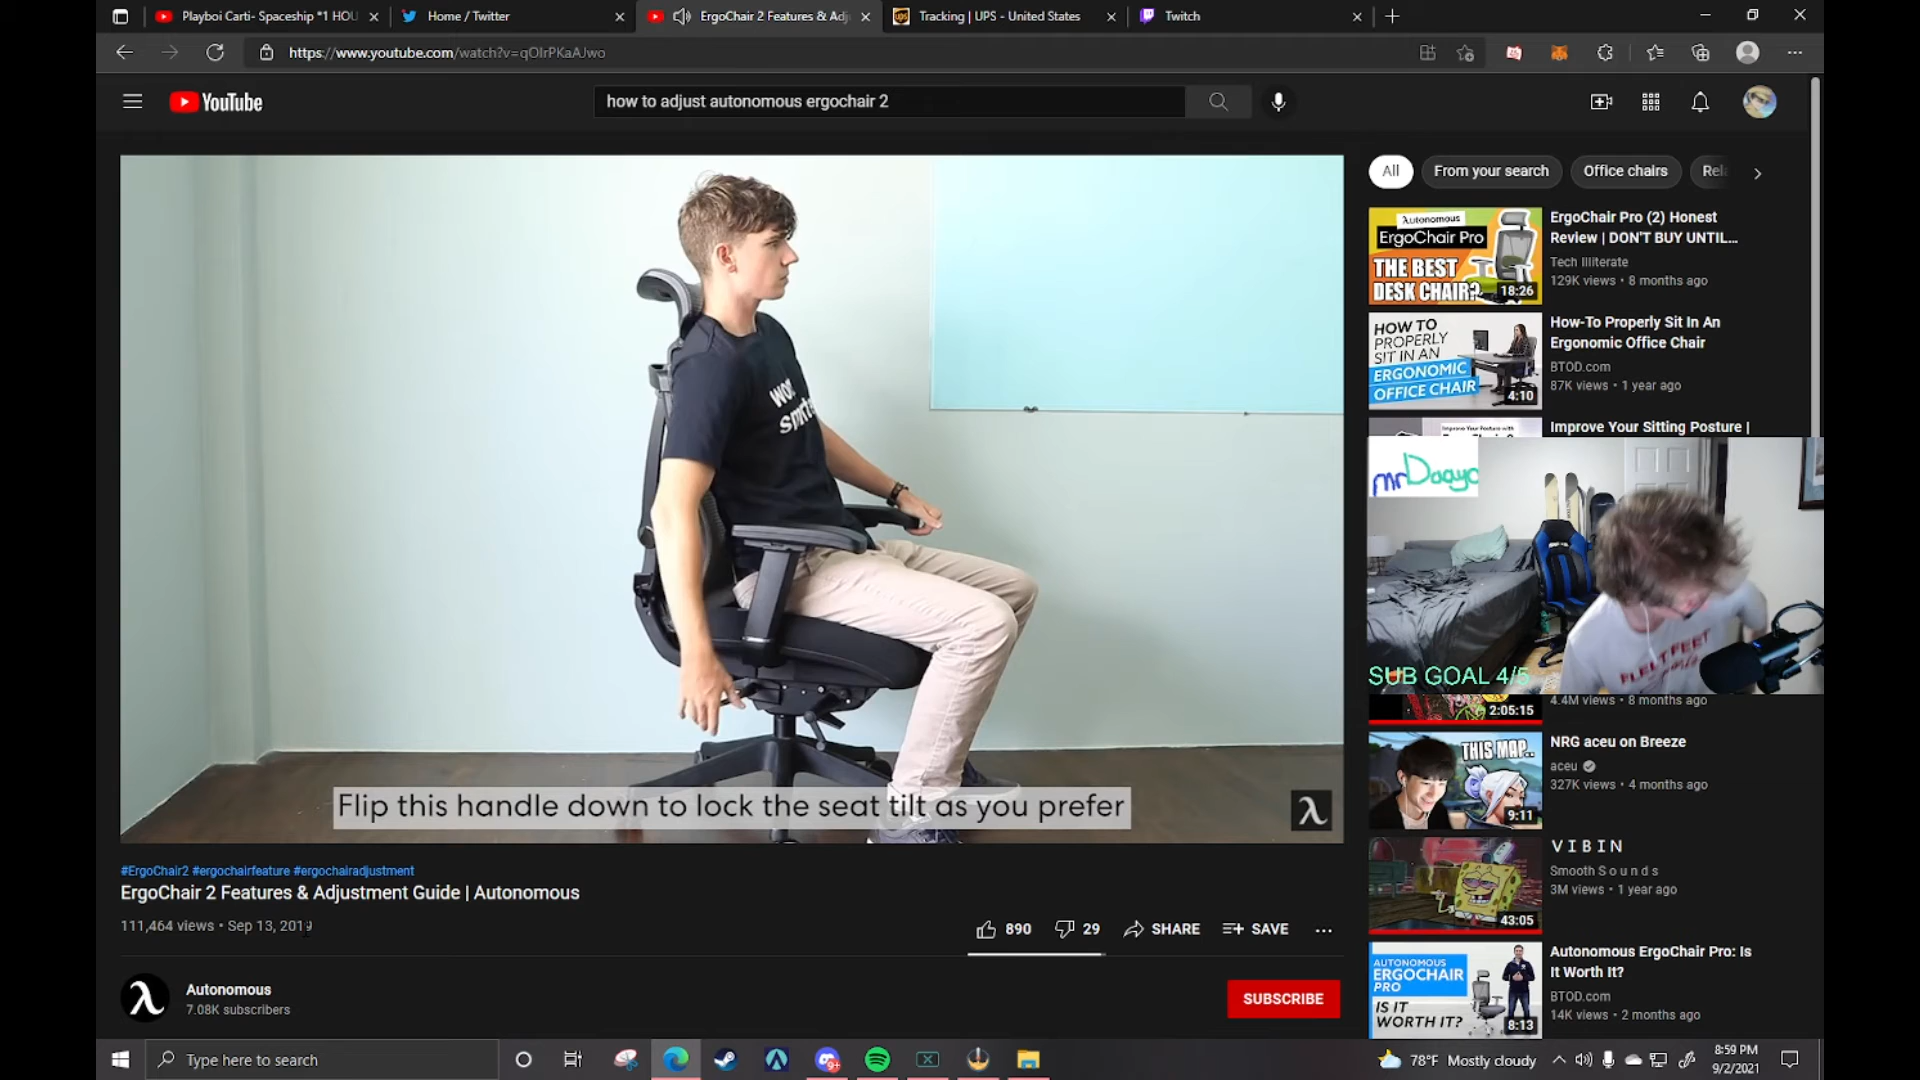 Playboi Carti- Spaceship *1 HOU
Home / Twitter
ErgoChair 2 Features & Adj
Tracking | UPS - United States
Twitch
https://www.youtube.com/watch?v=qOIrPKaAJwo
YouTube
how to adjust autonomous ergochair 2
All
From your search
Office chairs
Rela
λutonomous
ErgoChair Pro
THE BEST
DESK CHAIR?
18:26
ErgoChair Pro (2) Honest
Review | DON'T BUY UNTIL...
Tech Illiterate
129K views • 8 months ago
HOW TO
PROPERLY
SIT IN AN
ERGONOMIC
OFFICE CHAIR
4:10
How-To Properly Sit In An
Ergonomic Office Chair
BTOD.com
87K views • 1 year ago
Improve Your Sitting Posture |
mrDoayo
SUB GOAL 4/5
2:05:15
4.4M views • 8 months ago
THIS MAP..
9:11
NRG aceu on Breeze
aceu
327K views • 4 months ago
43:05
V I B I N
Smooth S o u n d s
3M views • 1 year ago
AUTONOMOUS
ERGOCHAIR
PRO
IS IT
WORTH IT?
8:13
Autonomous ErgoChair Pro: Is
It Worth It?
BTOD.com
14K views • 2 months ago
Flip this handle down to lock the seat tilt as you prefer
λ
#ErgoChair2 #ergochairfeature #ergochairadjustment
ErgoChair 2 Features & Adjustment Guide | Autonomous
111,464 views • Sep 13, 2019
890
29
SHARE
SAVE
Autonomous
7.08K subscribers
SUBSCRIBE
Type here to search
9+
78°F Mostly cloudy
8:59 PM
9/2/2021